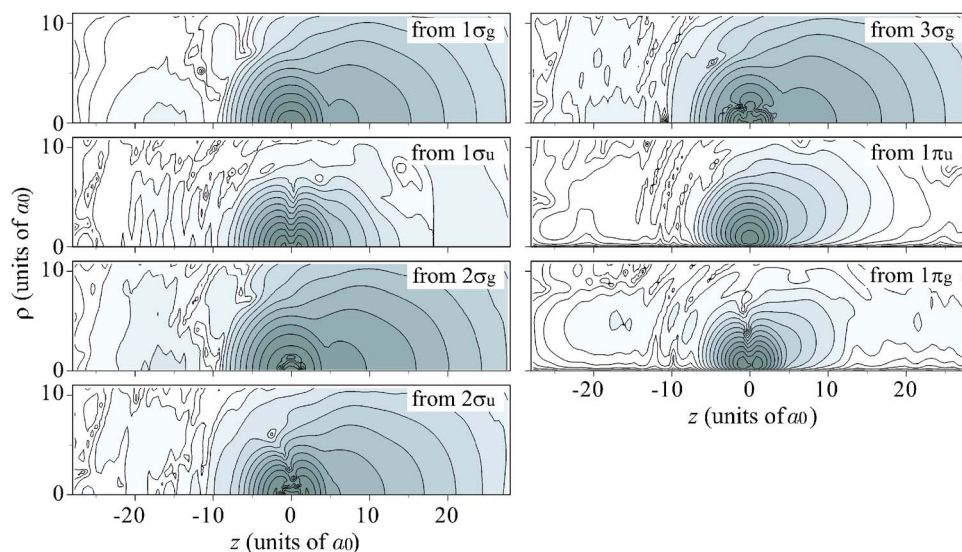 10
0
from 1σg
10
0
from 1σu
10
0
from 2σg
10
0
from 2σu
-20 -10 0 10 20
z (units of a0)
ρ (units of a0)
from 3σg
from 1πu
from 1πg
-20 -10 0 10 20
z (units of a0)